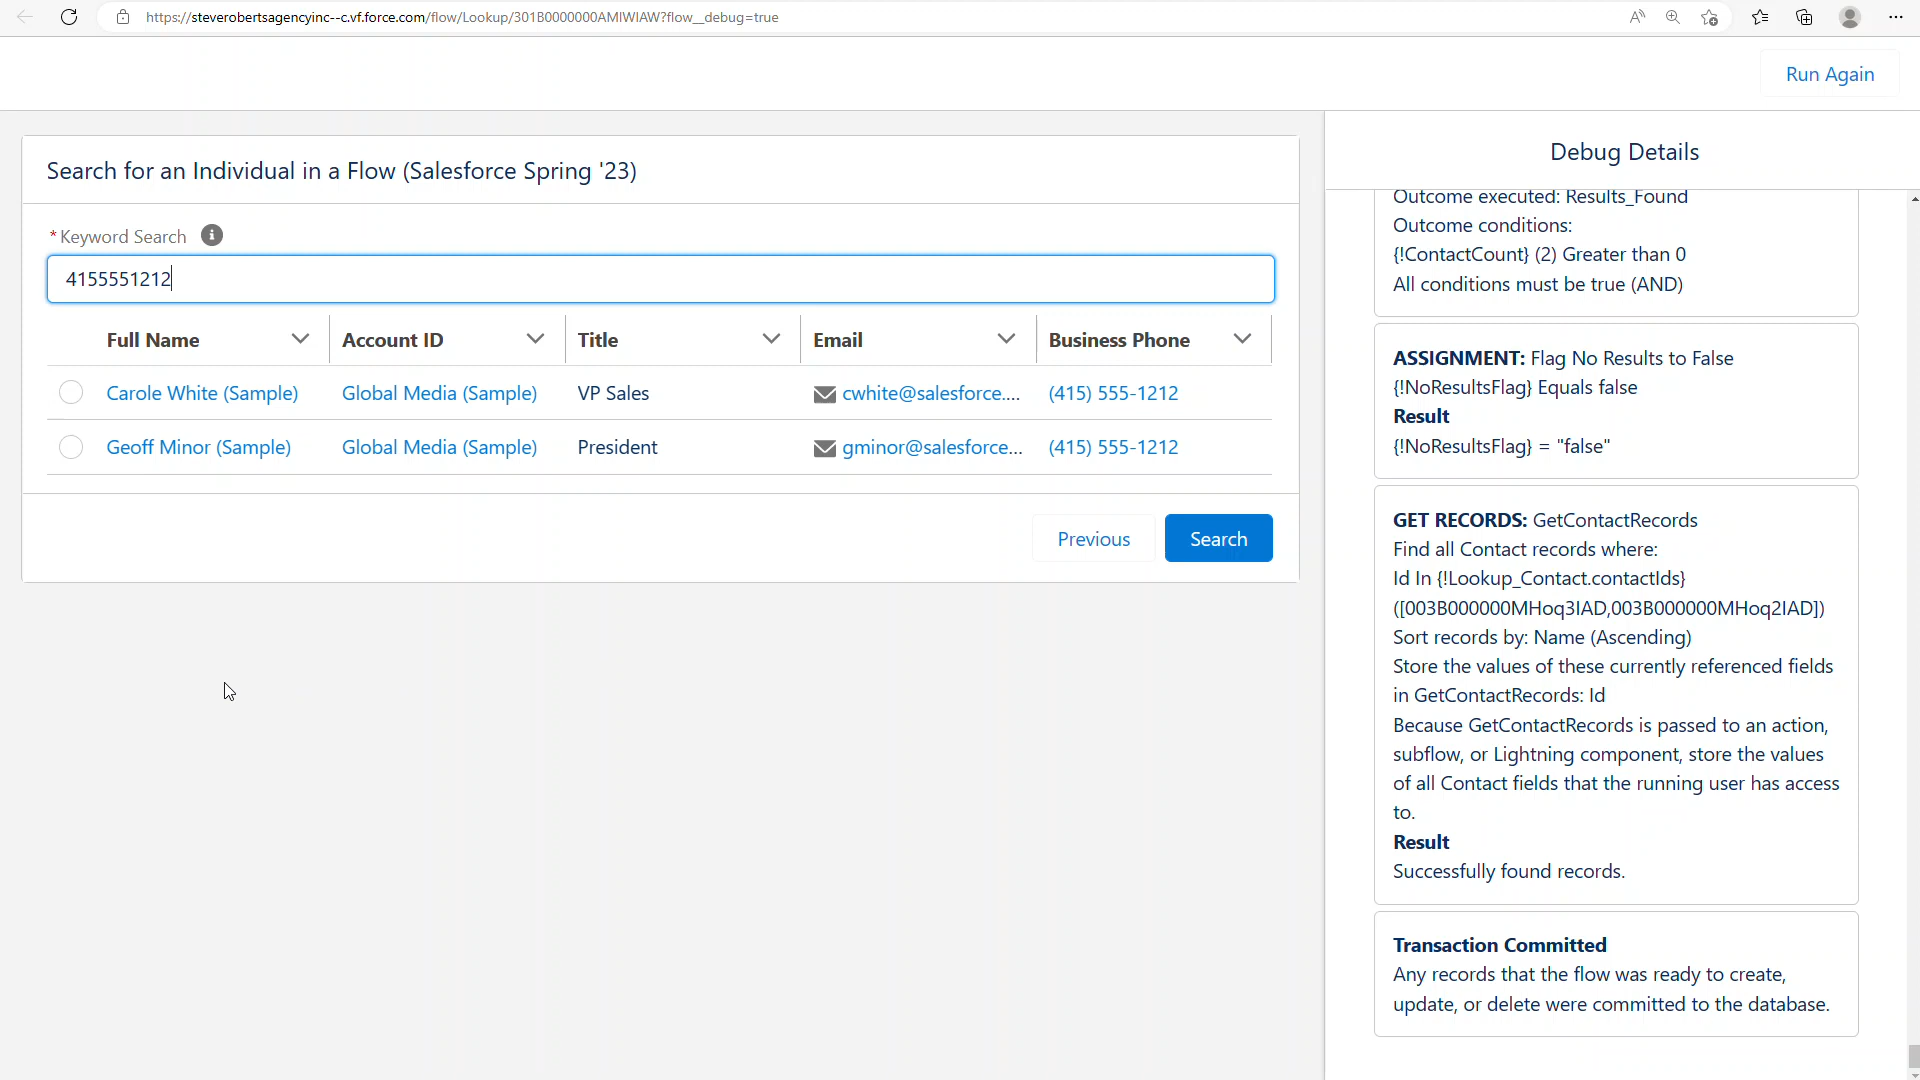 https://steverobertsagencyinc--c.vf.force.com/flow/Lookup/301B0000000AMIWIAW?flow__debug=true
Run Again
Search for an Individual in a Flow (Salesforce Spring '23)
* Keyword Search
4155551212
Full Name Account ID Title Email Business Phone
Carole White (Sample) Global Media (Sample) VP Sales cwhite@salesforce.... (415) 555-1212
Geoff Minor (Sample) Global Media (Sample) President gminor@salesforce... (415) 555-1212
Previous Search
Debug Details
Outcome executed: Results_Found
Outcome conditions:
{!ContactCount} (2) Greater than 0
All conditions must be true (AND)
ASSIGNMENT: Flag No Results to False
{!NoResultsFlag} Equals false
Result
{!NoResultsFlag} = "false"
GET RECORDS: GetContactRecords
Find all Contact records where:
Id In {!Lookup_Contact.contactIds}
([003B000000MHoq3IAD,003B000000MHoq2IAD])
Sort records by: Name (Ascending)
Store the values of these currently referenced fields
in GetContactRecords: Id
Because GetContactRecords is passed to an action,
subflow, or Lightning component, store the values
of all Contact fields that the running user has access
to.
Result
Successfully found records.
Transaction Committed
Any records that the flow was ready to create,
update, or delete were committed to the database.